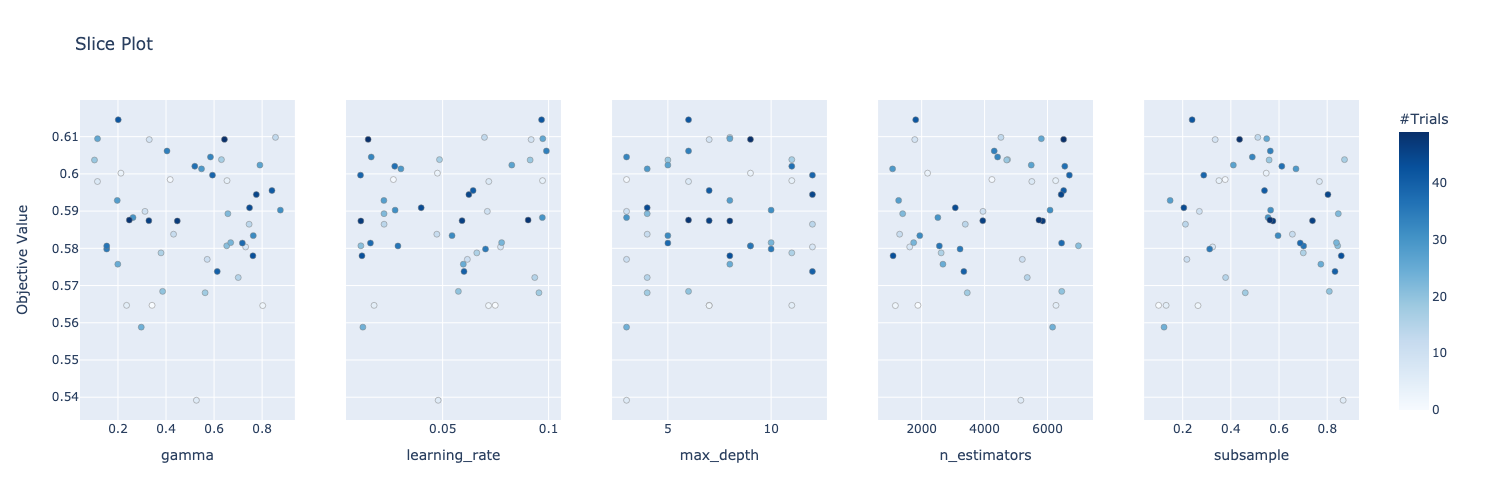 Slice Plot
#Trials
Objective Value
0.61
0.6
0.59
0.58
0.57
0.56
0.55
0.54
0.2 0.4 0.6 0.8
0.05 0.1
5 10
2000 4000 6000
0.2 0.4 0.6 0.8
gamma
learning_rate
max_depth
n_estimators
subsample
40
30
20
10
0